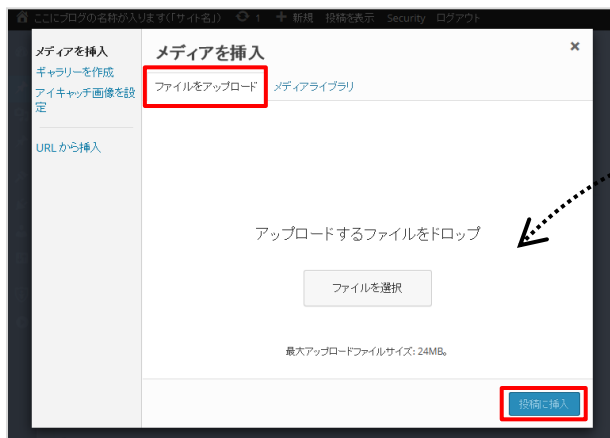 ここにブログの名称が入ります(「サイト名」) 1 + 新規 投稿を表示 Security ログアウト
メディアを挿入
ギャラリーを作成
アイキャッチ画像を設
定
URL から挿入
メディアを挿入 ×
ファイルをアップロード メディアライブラリ
アップロードするファイルをドロップ
ファイルを選択
最大アップロードファイルサイズ: 24MB。
投稿に挿入